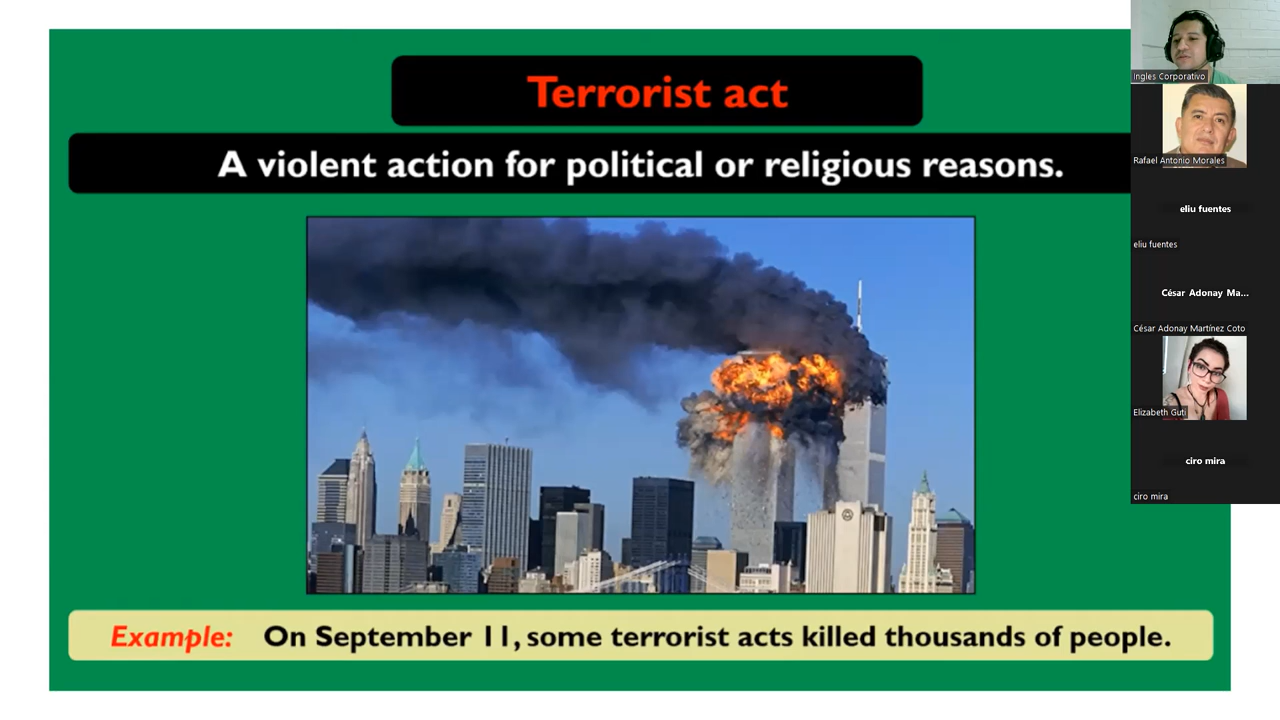 Terrorist act
A violent action for political or religious reasons.
Example: On September 11, some terrorist acts killed thousands of people.
Ingles Corporativo
Rafael Antonio Morales
eliu fuentes
eliu fuentes
César Adonay Ma...
César Adonay Martínez Coto
Elizabeth Guti
ciro mira
ciro mira